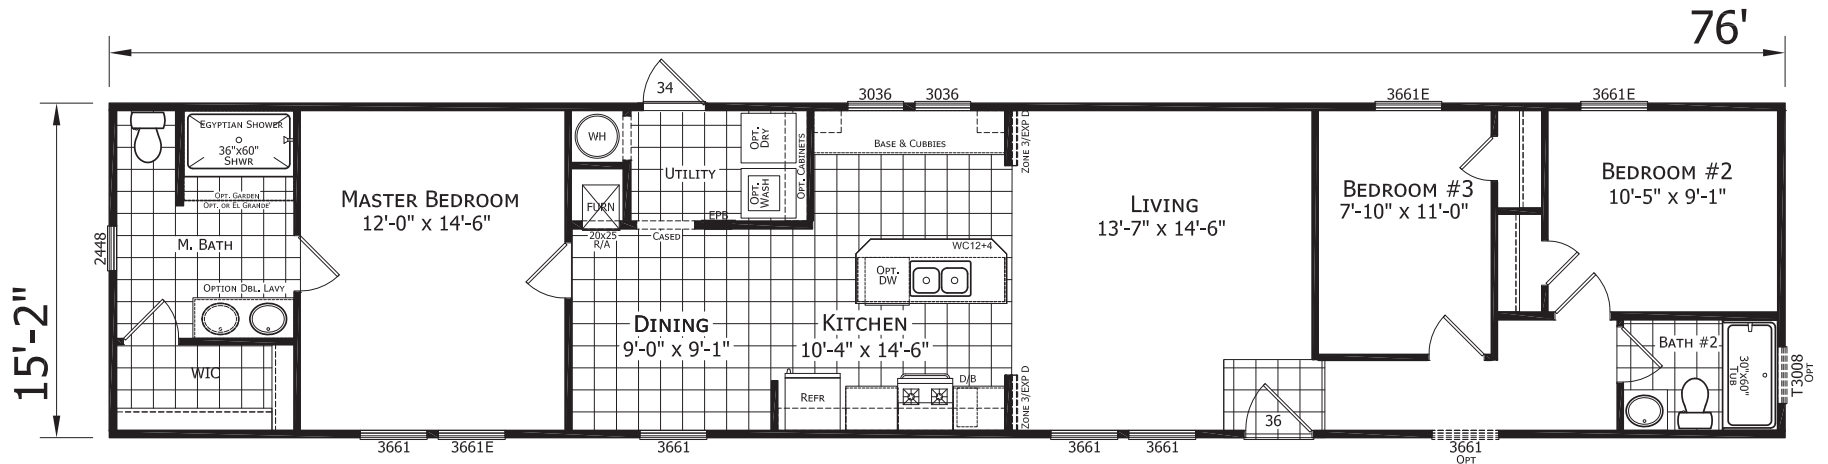 76'
15'-2"
34
3036
3036
3661E
3661E
EGYPTIAN SHOWER
36"x60"
SHWR
OPT. GARDEN
OPT. OR EL GRANDE'
M. BATH
2448
OPTION DBL. LAVY
WIC
MASTER BEDROOM
12'-0" x 14'-6"
WH
FURN
20x25
R/A
UTILITY
OPT.
DRY
OPT.
WASH
OPT. CABINETS
EPB
CASED
BASE & CUBBIES
ZONE 3/EXP D
WC12+4
OPT.
DW
DINING
9'-0" x 9'-1"
KITCHEN
10'-4" x 14'-6"
REFR
D/B
ZONE 3/EXP D
LIVING
13'-7" x 14'-6"
BEDROOM #3
7'-10" x 11'-0"
BEDROOM #2
10'-5" x 9'-1"
BATH #2
30"x60"
TUB
T3008
OPT
36
3661
3661E
3661
3661
3661
3661
OPT